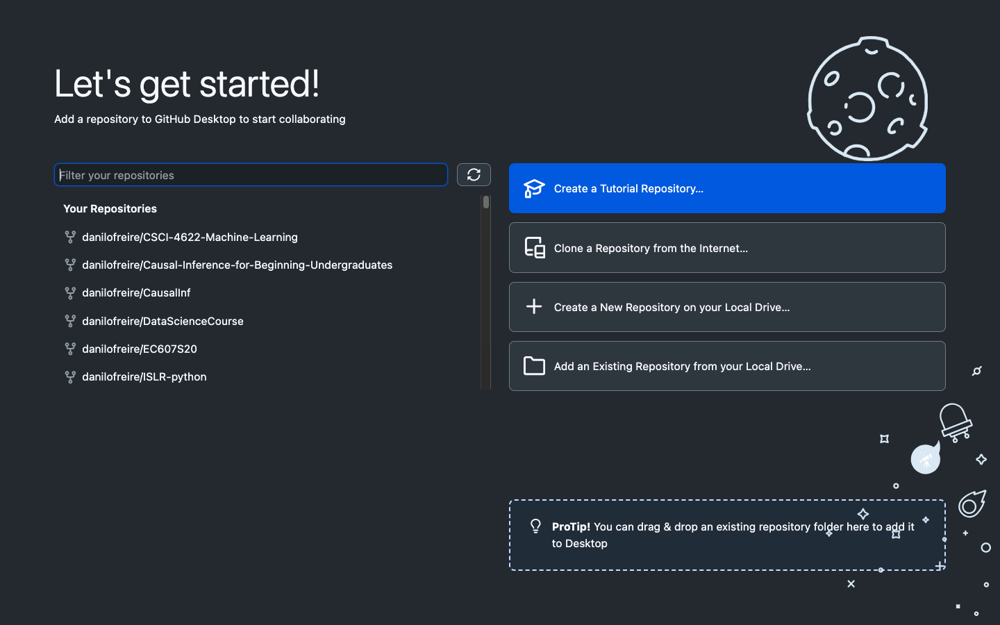 Let's get started!
Add a repository to GitHub Desktop to start collaborating
Filter your repositories
Your Repositories
danilofreire/CSCI-4622-Machine-Learning
danilofreire/Causal-Inference-for-Beginning-Undergraduates
danilofreire/CausalInf
danilofreire/DataScienceCourse
danilofreire/EC607S20
danilofreire/ISLR-python
Create a Tutorial Repository...
Clone a Repository from the Internet...
Create a New Repository on your Local Drive...
Add an Existing Repository from your Local Drive...
ProTip! You can drag & drop an existing repository folder here to add it
to Desktop